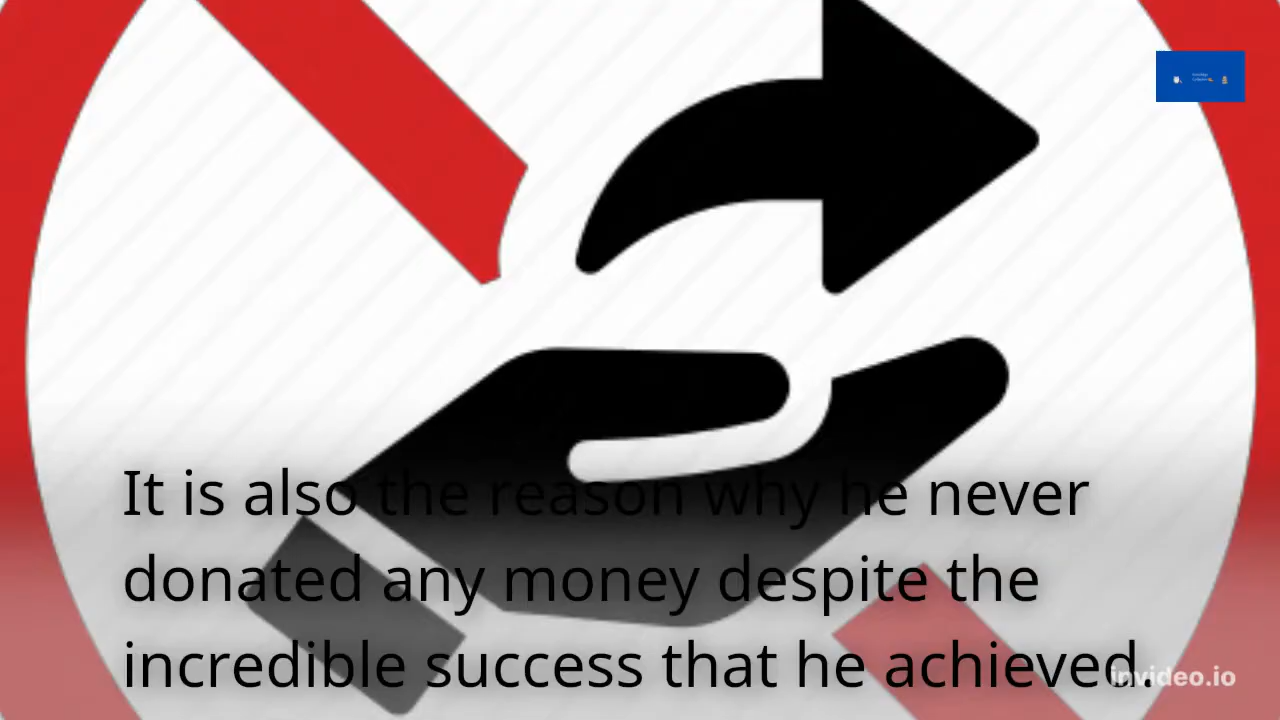 It is also the reason why he never
donated any money despite the
incredible success that he achieved.
invideo.io